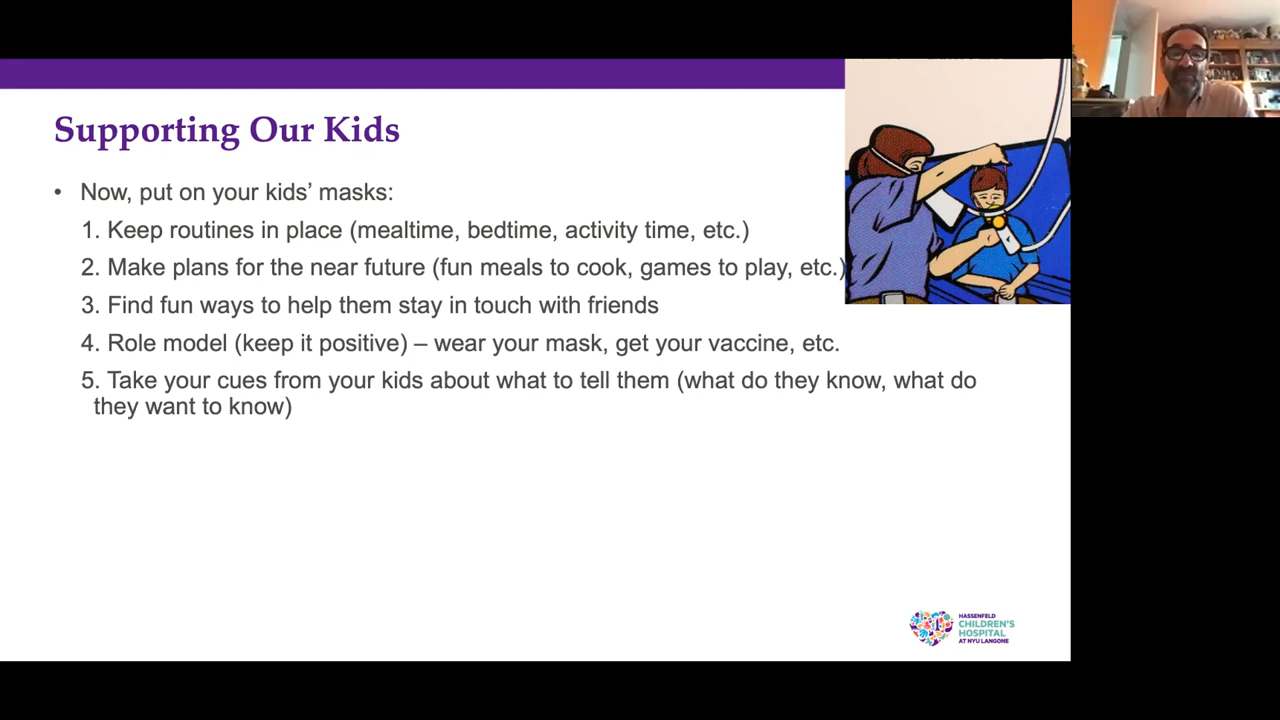 Supporting Our Kids
• Now, put on your kids’ masks:
1. Keep routines in place (mealtime, bedtime, activity time, etc.)
2. Make plans for the near future (fun meals to cook, games to play, etc.)
3. Find fun ways to help them stay in touch with friends
4. Role model (keep it positive) – wear your mask, get your vaccine, etc.
5. Take your cues from your kids about what to tell them (what do they know, what do
they want to know)
HASSENFELD
CHILDREN'S
HOSPITAL
AT NYU LANGONE